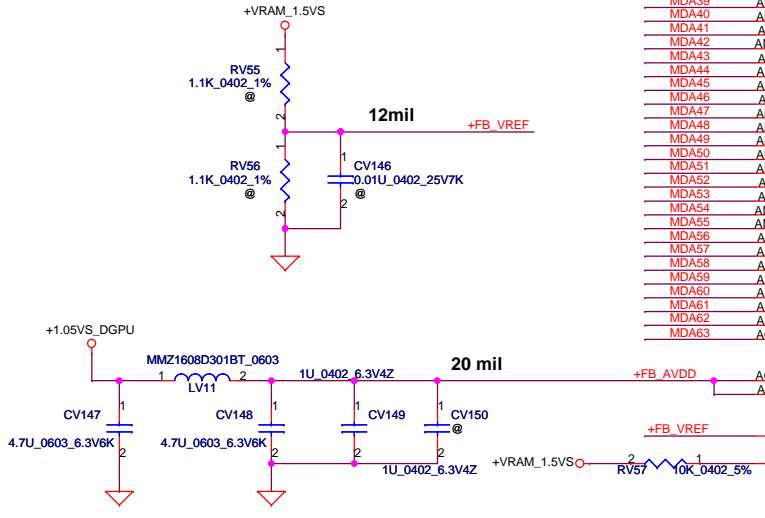 +VRAM_1.5VS
1
RV55
1.1K_0402_1%
@
2
12mil
+FB_VREF
1
RV56
1.1K_0402_1%
@
2
1
CV146
0.01U_0402_25V7K
@
2
MDA39
MDA40
MDA41
MDA42
MDA43
MDA44
MDA45
MDA46
MDA47
MDA48
MDA49
MDA50
MDA51
MDA52
MDA53
MDA54
MDA55
MDA56
MDA57
MDA58
MDA59
MDA60
MDA61
MDA62
MDA63
+1.05VS_DGPU
MMZ1608D301BT_0603
1 2
LV11
1U_0402_6.3V4Z
20 mil
+FB_AVDD
1
CV147
4.7U_0603_6.3V6K
2
1
CV148
4.7U_0603_6.3V6K
2
1
CV149
2
1
CV150
@
2
1U_0402_6.3V4Z
+FB_VREF
+VRAM_1.5VS
2 1
RV57 10K_0402_5%